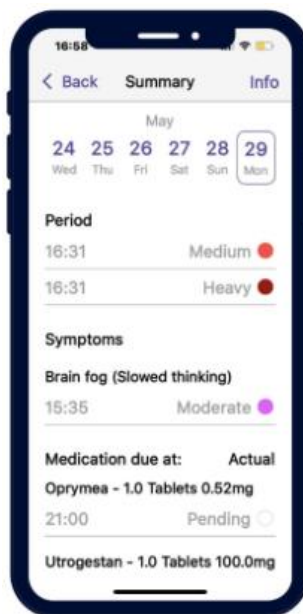 16:58
< Back Summary Info
May
24 25 26 27 28 29
Wed Thu Fri Sat Sun Mon
Period
16:31 Medium
16:31 Heavy
Symptoms
Brain fog (Slowed thinking)
15:35 Moderate
Medication due at: Actual
Oprymea - 1.0 Tablets 0.52mg
21:00 Pending
Utrogestan - 1.0 Tablets 100.0mg